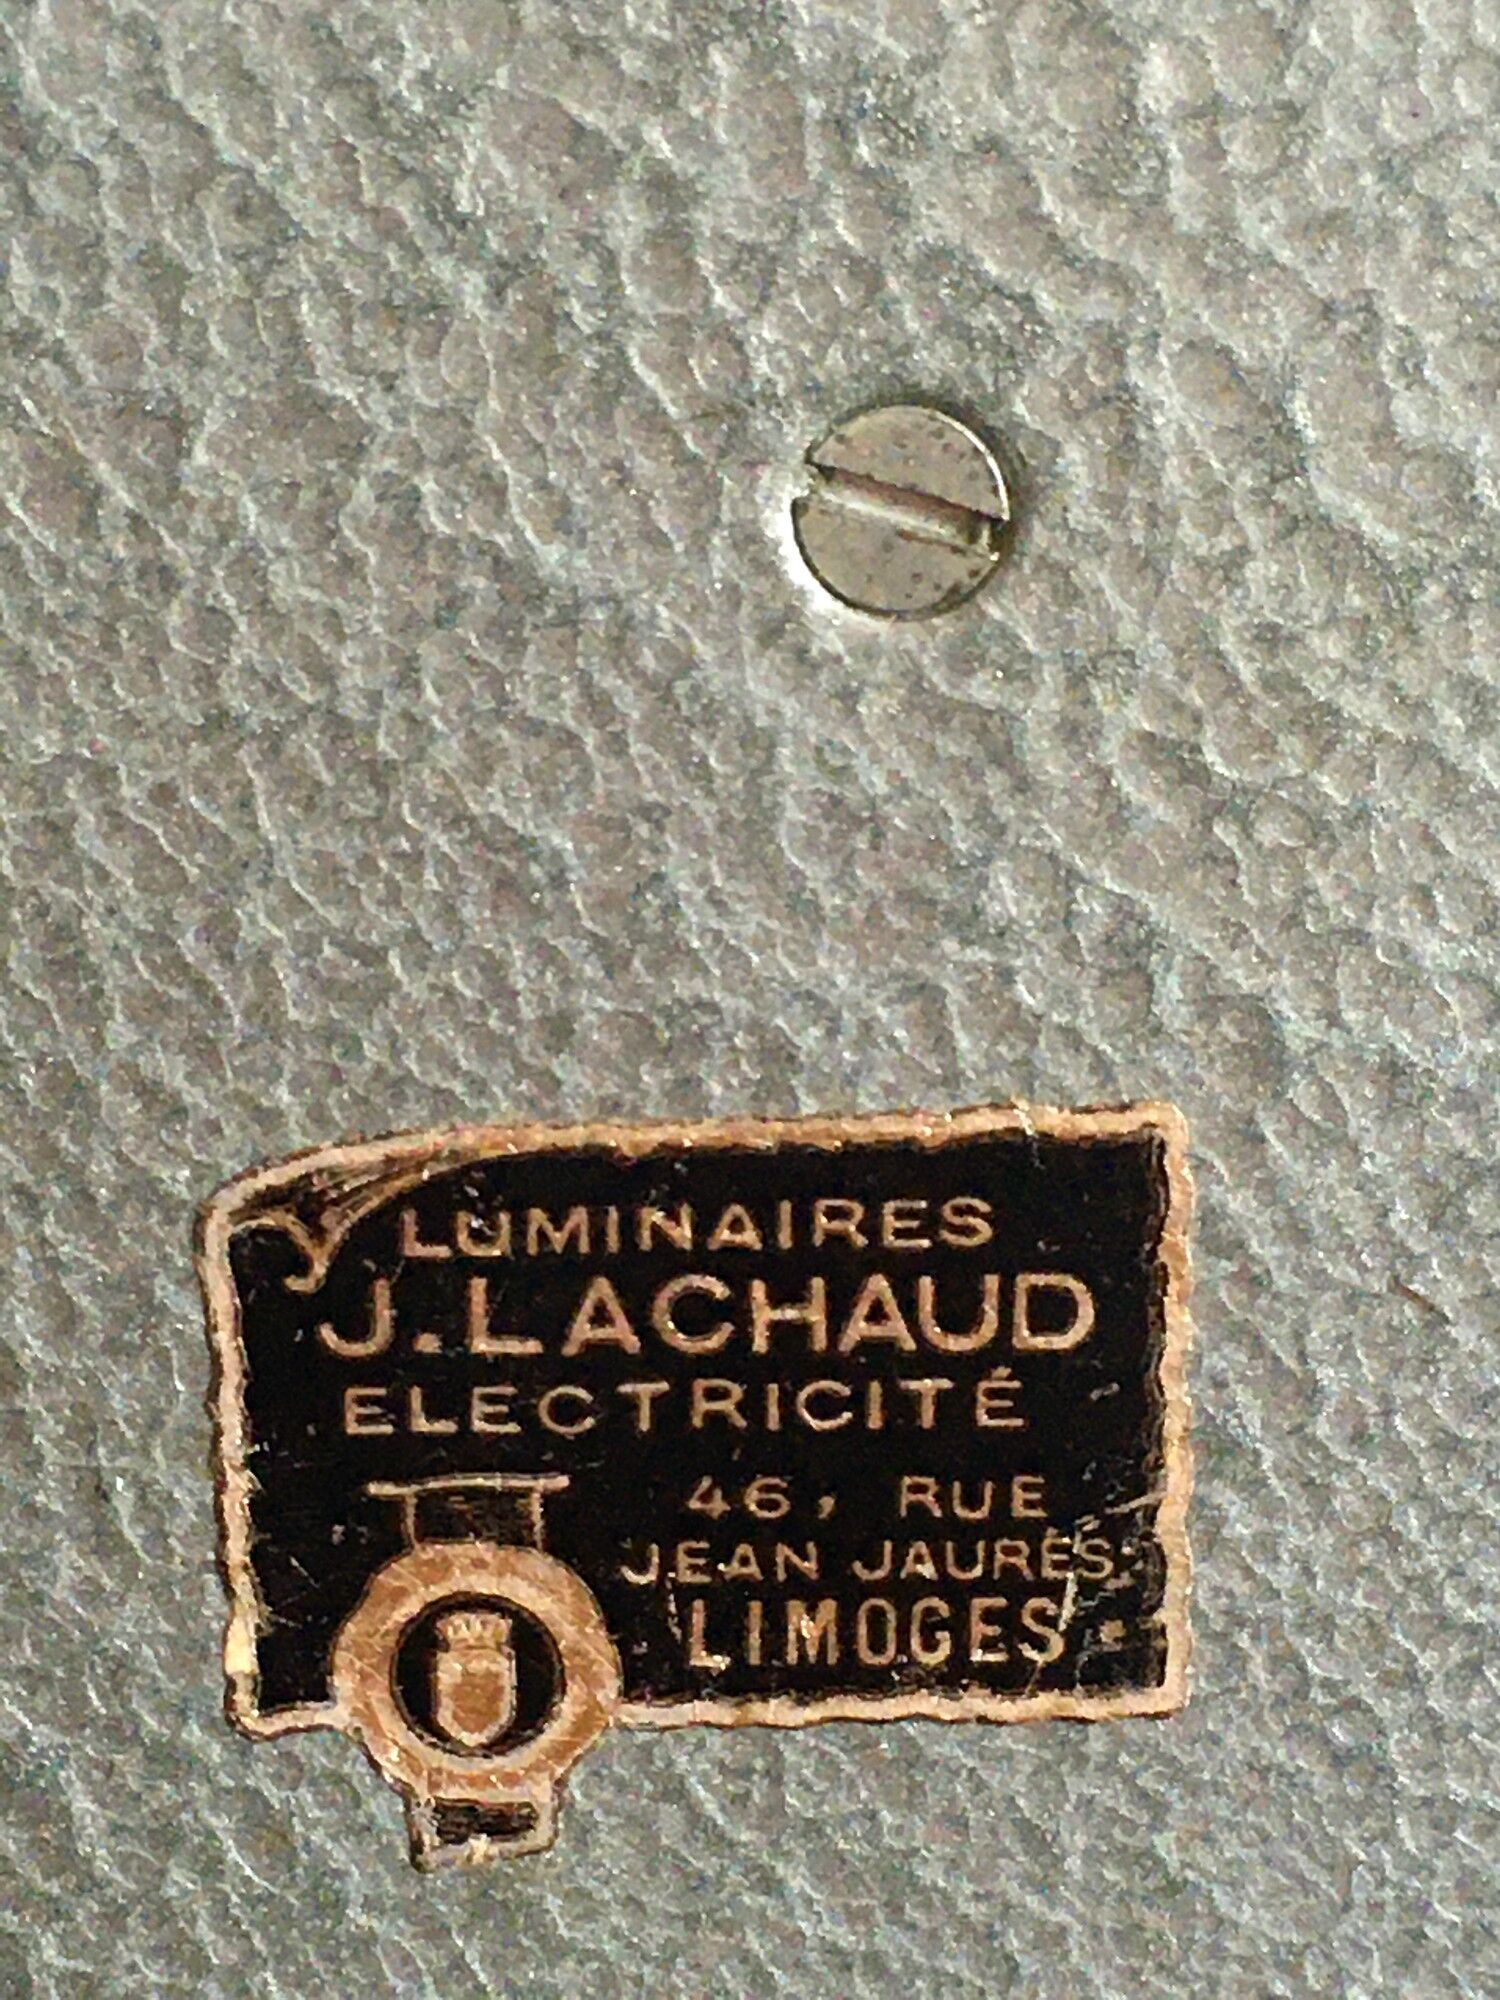 LUMINAIRES
J. LACHAUD
ELECTRICITÉ
46, RUE
JEAN JAURÈS
LIMOGES